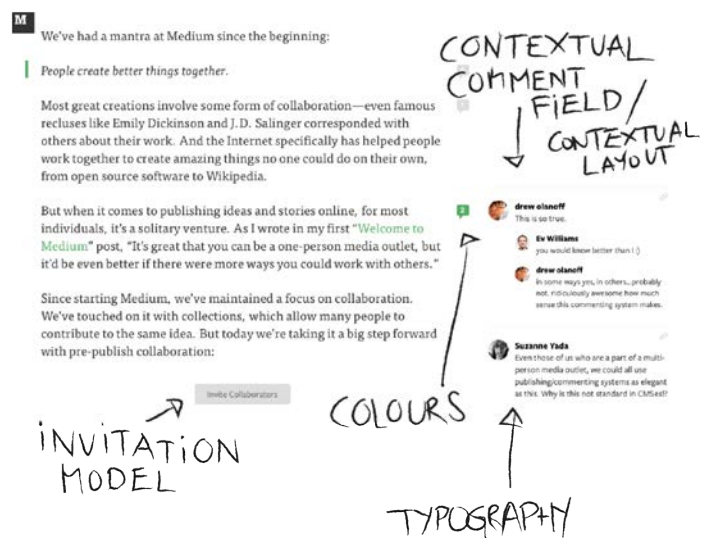 M
We've had a mantra at Medium since the beginning:
People create better things together.
Most great creations involve some form of collaboration—even famous
recluses like Emily Dickinson and J.D. Salinger corresponded with
others about their work. And the Internet specifically has helped people
work together to create amazing things no one could do on their own,
from open source software to Wikipedia.
But when it comes to publishing ideas and stories online, for most
individuals, it's a solitary venture. As I wrote in my first "Welcome to
Medium" post, "It's great that you can be a one-person media outlet, but
it'd be even better if there were more ways you could work with others."
Since starting Medium, we've maintained a focus on collaboration.
We've touched on it with collections, which allow many people to
contribute to the same idea. But today we're taking it a big step forward
with pre-publish collaboration:
Invite Collaborators
INVITATION
MODEL
CONTEXTUAL
COMMENT
FIELD/
CONTEXTUAL
LAYOUT
2
drew olanoff
This is so true.
Ev Williams
you would know better than I :)
drew olanoff
in some ways yes, in others...probably
not. ridiculously awesome how much
sense this commenting system makes.
Suzanne Yada
Even those of us who are a part of a multi-
person media outlet, we could all use
publishing/commenting systems as elegant
as this. Why is this not standard in CMSes!?
COLOURS
TYPOGRAPHY